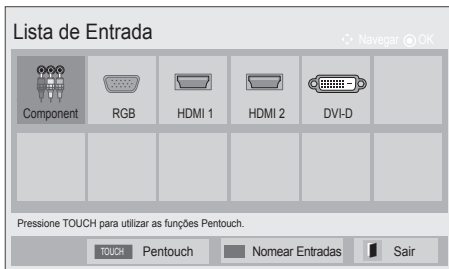 Lista de Entrada
Navegar OK
Component RGB HDMI 1 HDMI 2 DVI-D
Pressione TOUCH para utilizar as funções Pentouch.
TOUCH Pentouch Nomear Entradas Sair